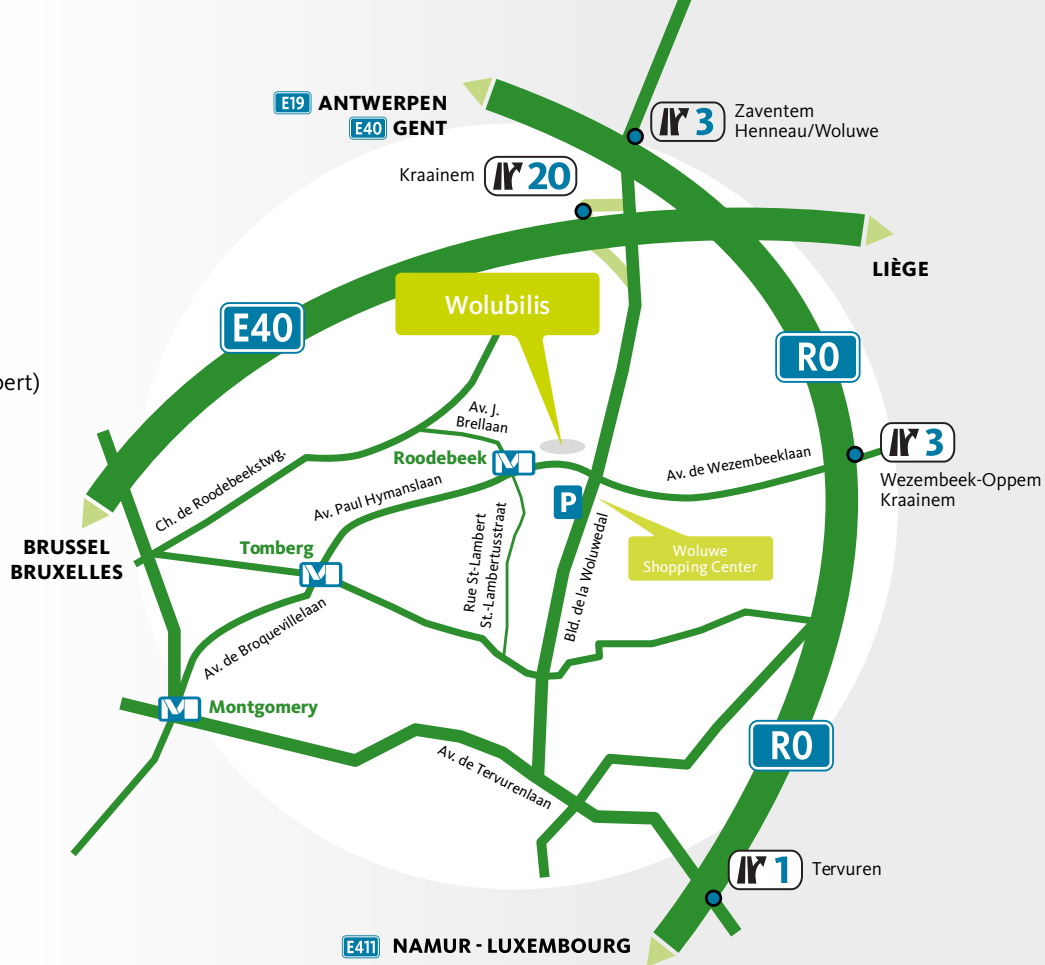 E19 ANTWERPEN
E40 GENT
3
Zaventem
Henneau/Woluwe
Kraainem
20
LIÈGE
Wolubilis
E40
R0
pert)
Av. J.
Brellaan
Roodebeek
Av. de Wezembeeklaan
3
Wezembeek-Oppem
Kraainem
Ch. de Roodebeekstwg.
Av. Paul Hymanslaan
P
BRUSSEL
BRUXELLES
Tomberg
Rue St-Lambert
St.-Lambertusstraat
Bld. de la Woluwedal
Woluwe
Shopping Center
Av. de Broquevillelaan
Montgomery
R0
Av. de Tervurenlaan
1
Tervuren
E411 NAMUR - LUXEMBOURG